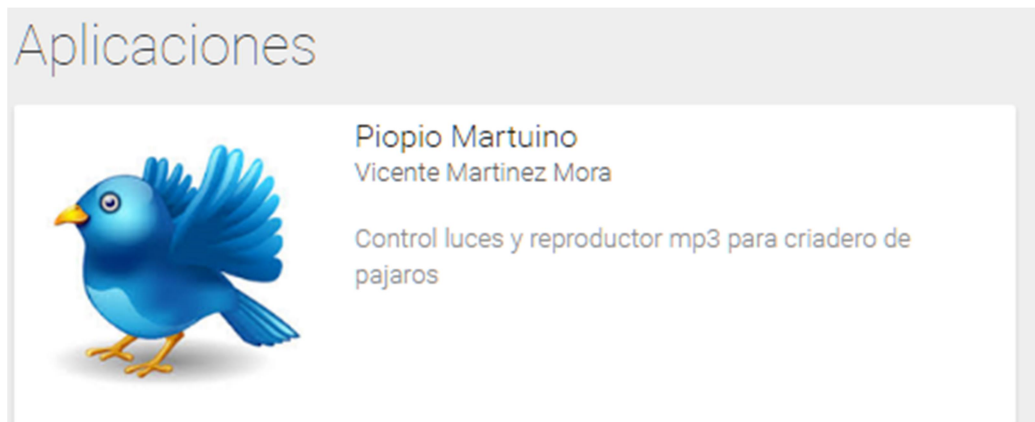 Aplicaciones
Piopio Martuino
Vicente Martinez Mora
Control luces y reproductor mp3 para criadero de
pajaros